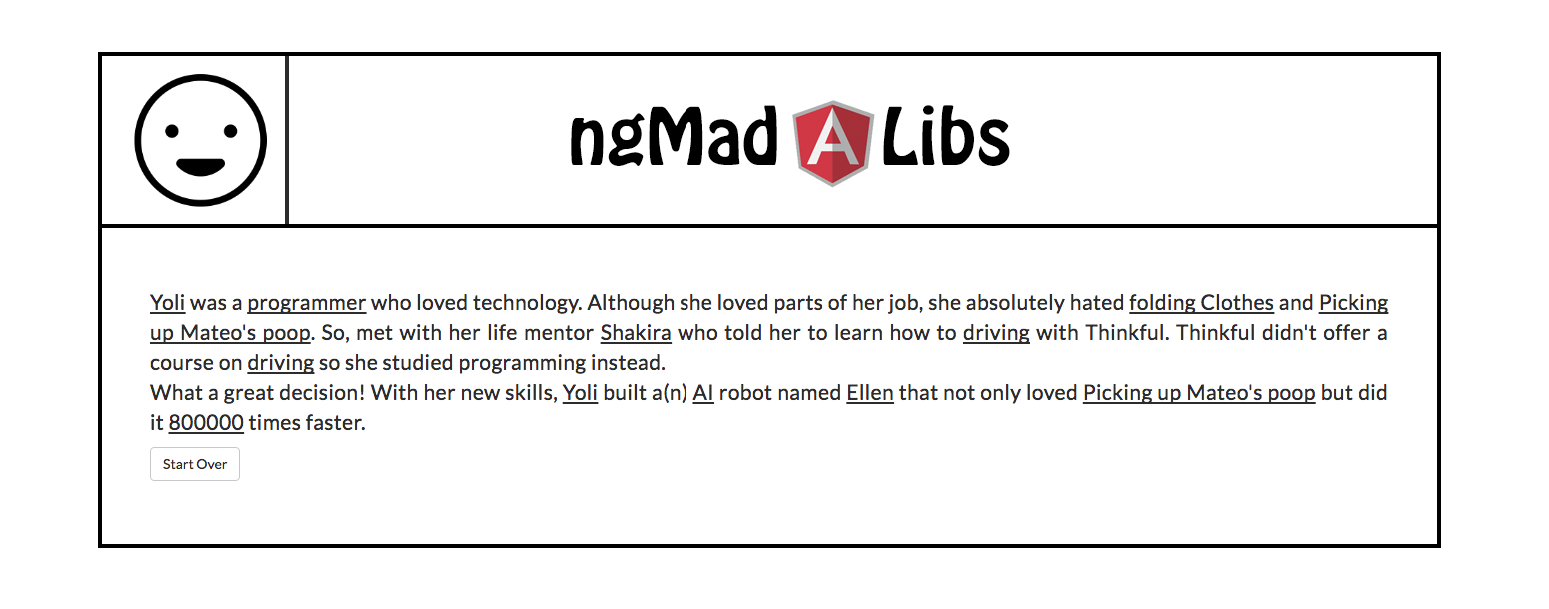 ngMad A Libs
Yoli was a programmer who loved technology. Although she loved parts of her job, she absolutely hated folding Clothes and Picking
up Mateo's poop. So, met with her life mentor Shakira who told her to learn how to driving with Thinkful. Thinkful didn't offer a
course on driving so she studied programming instead.
What a great decision! With her new skills, Yoli built a(n) AI robot named Ellen that not only loved Picking up Mateo's poop but did
it 800000 times faster.
Start Over